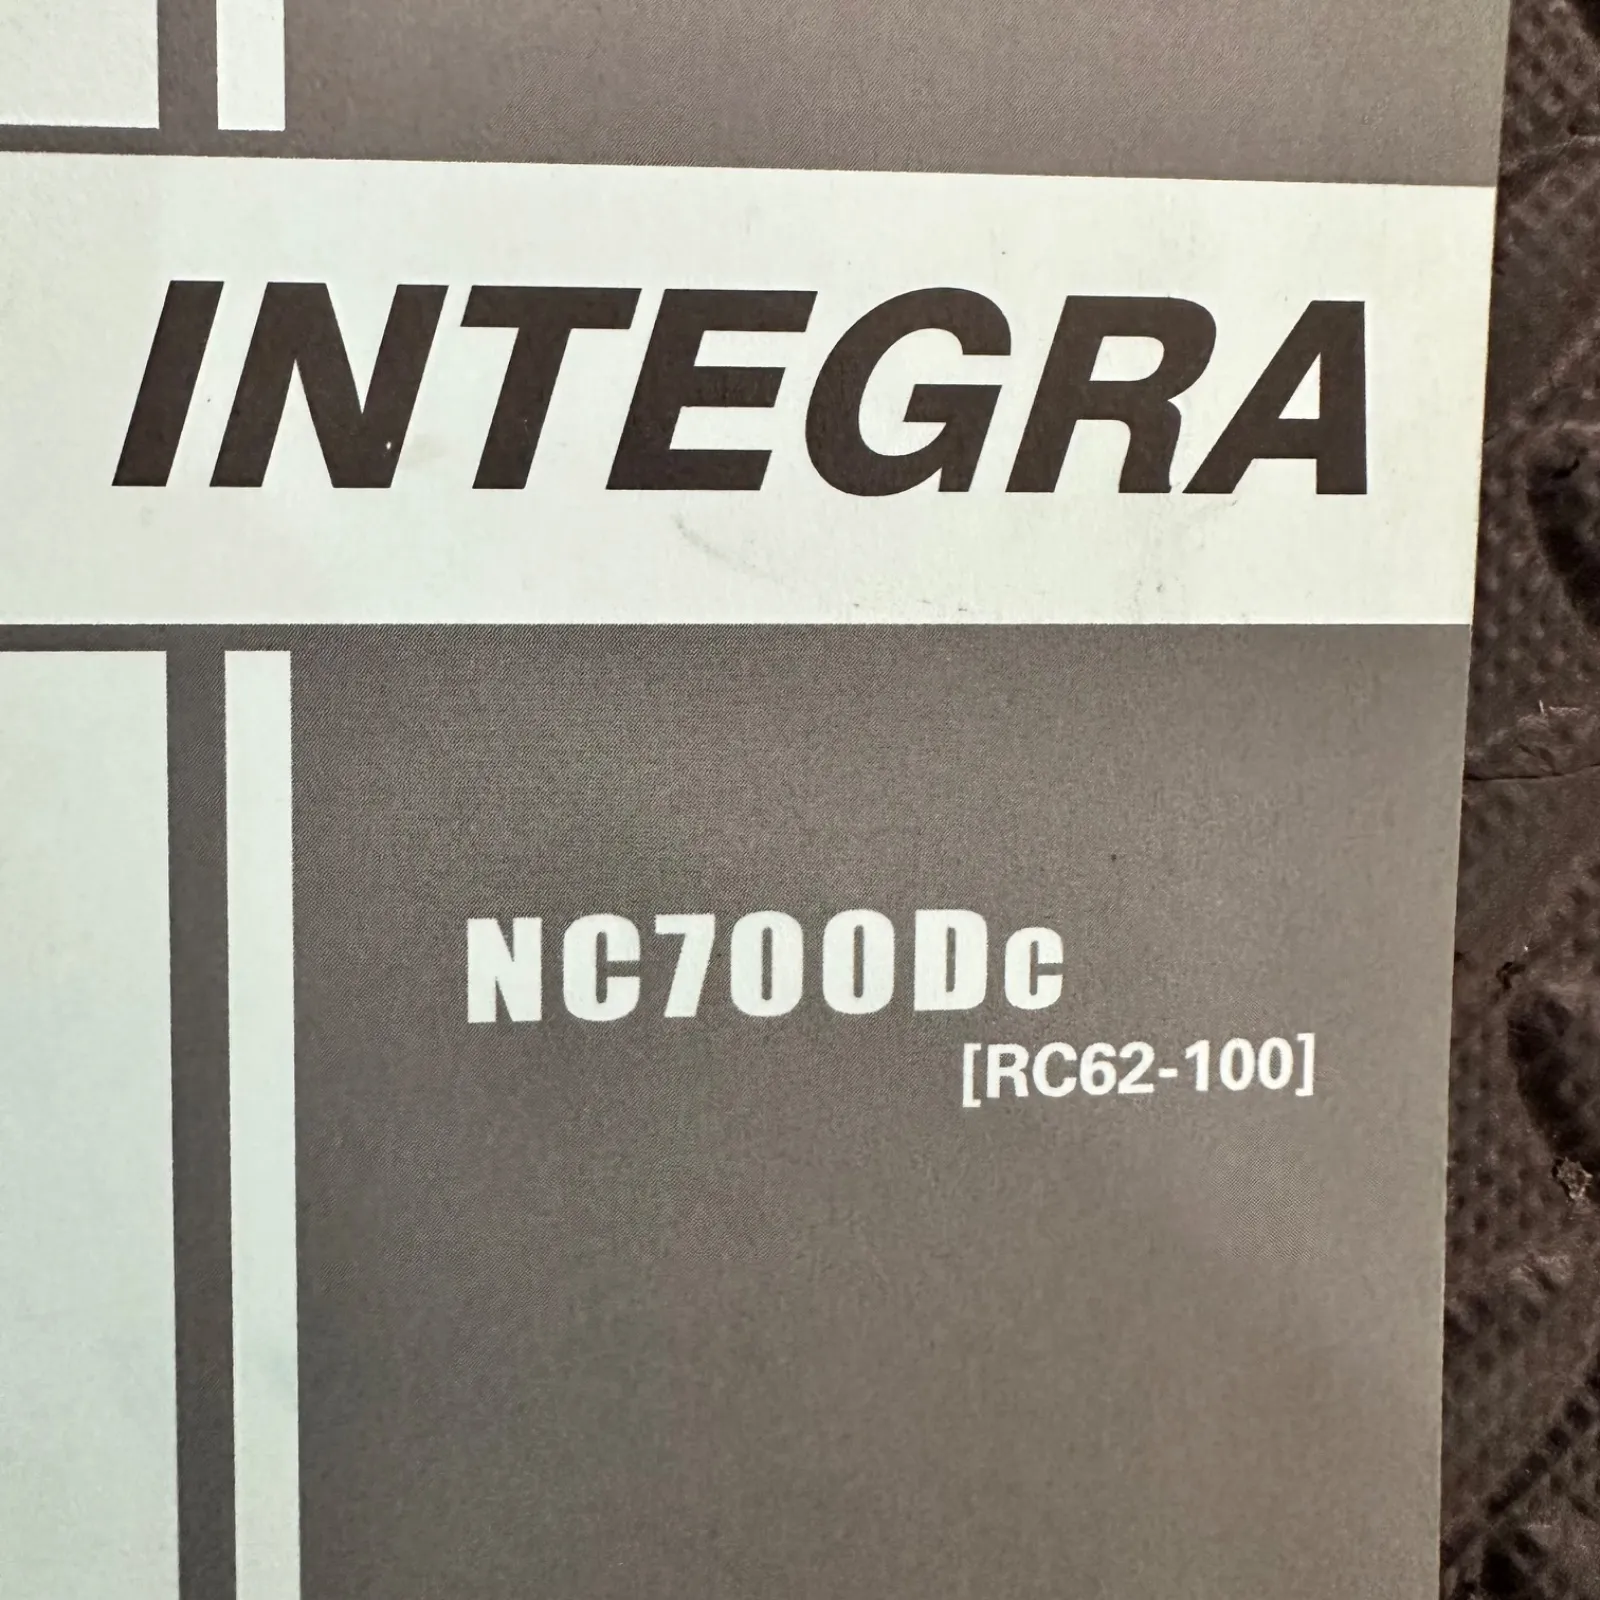 INTEGRA
NC700Dc
[RC62-100]